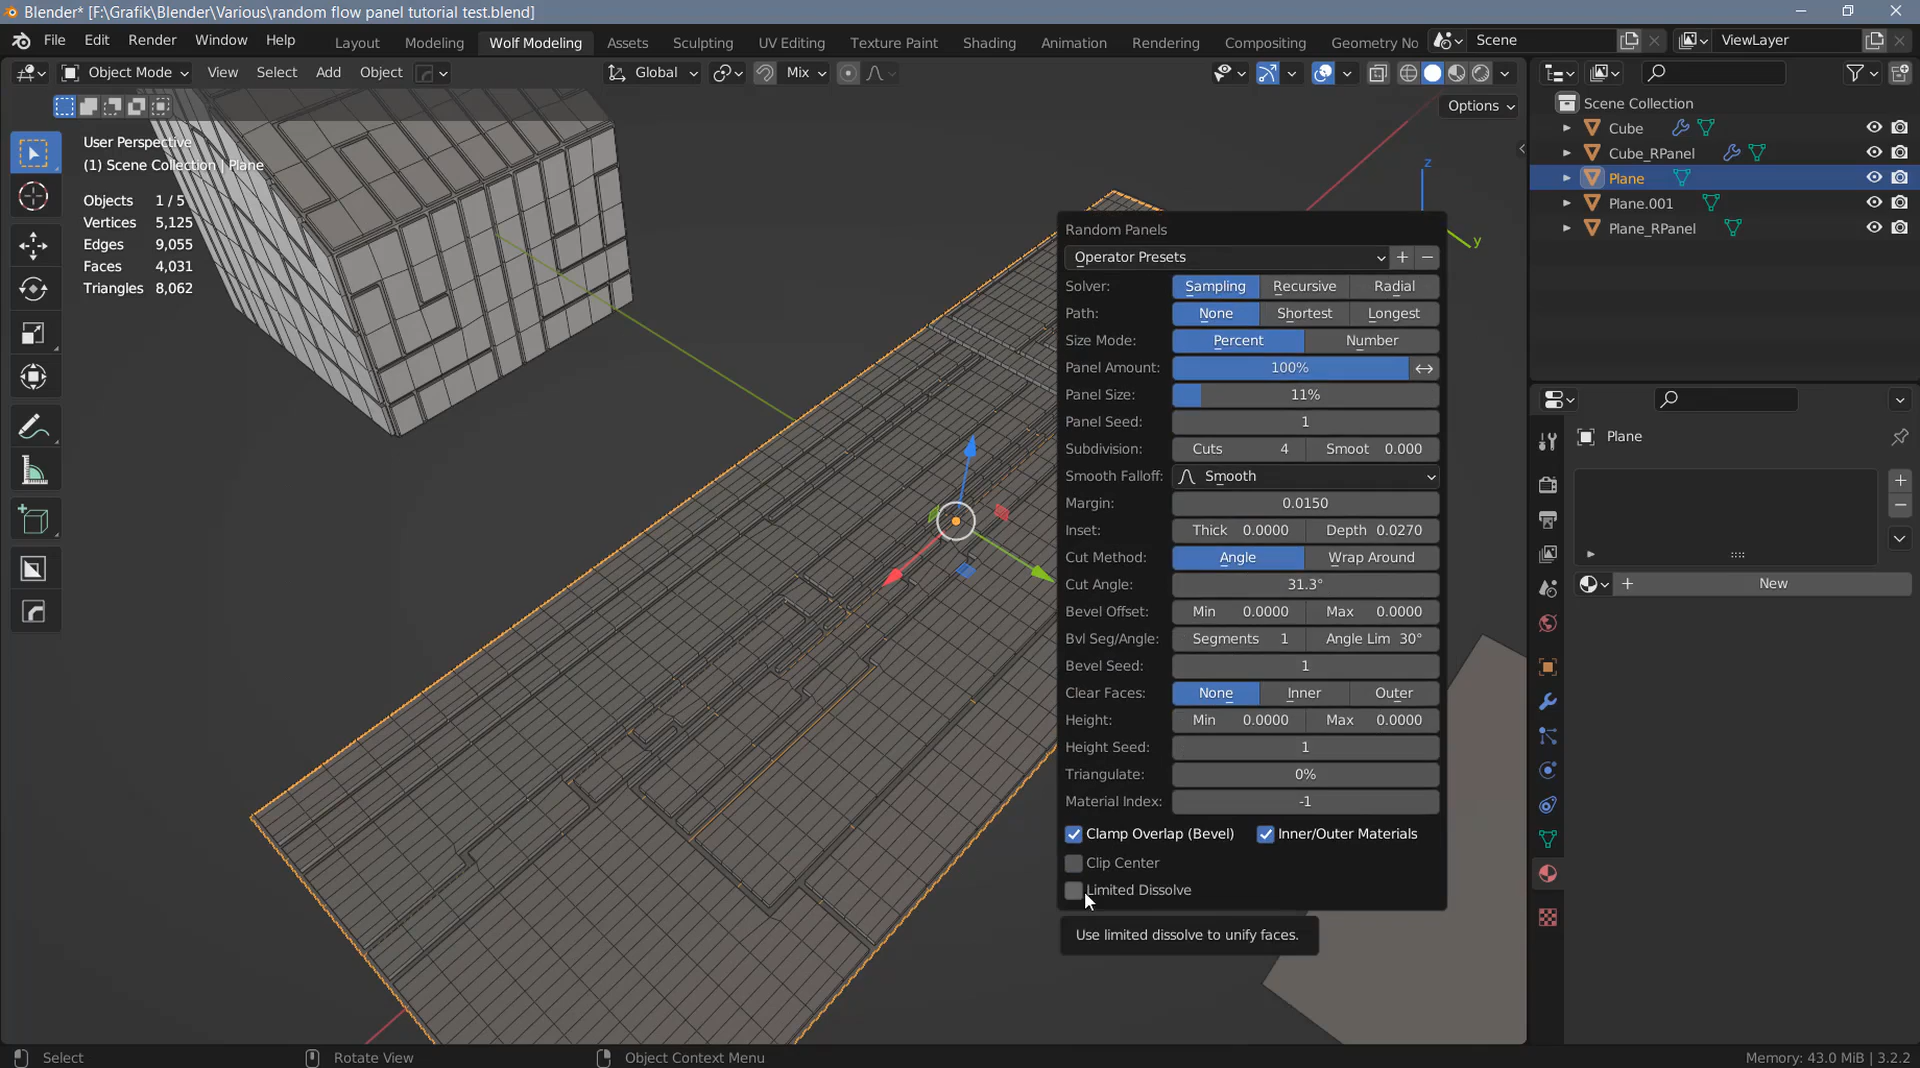 Blender* [F:\Grafik\Blender\Various\random flow panel tutorial test.blend]
File Edit Render Window Help Layout Modeling Wolf Modeling Assets Sculpting UV Editing Texture Paint Shading Animation Rendering Compositing Geometry No Scene ViewLayer
Object Mode View Select Add Object Global Mix
Options
User Perspective
(1) Scene Collection | Plane
Objects 1 / 5
Vertices 5,125
Edges 9,055
Faces 4,031
Triangles 8,062
z
y
Random Panels
Operator Presets
Solver: Sampling Recursive Radial
Path: None Shortest Longest
Size Mode: Percent Number
Panel Amount: 100%
Panel Size: 11%
Panel Seed: 1
Subdivision: Cuts 4 Smoot 0.000
Smooth Falloff: Smooth
Margin: 0.0150
Inset: Thick 0.0000 Depth 0.0270
Cut Method: Angle Wrap Around
Cut Angle: 31.3°
Bevel Offset: Min 0.0000 Max 0.0000
Bvl Seg/Angle: Segments 1 Angle Lim 30°
Bevel Seed: 1
Clear Faces: None Inner Outer
Height: Min 0.0000 Max 0.0000
Height Seed: 1
Triangulate: 0%
Material Index: -1
Clamp Overlap (Bevel) Inner/Outer Materials
Clip Center
Limited Dissolve
Use limited dissolve to unify faces.
Scene Collection
Cube
Cube_RPanel
Plane
Plane.001
Plane_RPanel
Plane
New
Select Rotate View Object Context Menu Memory: 43.0 MiB | 3.2.2